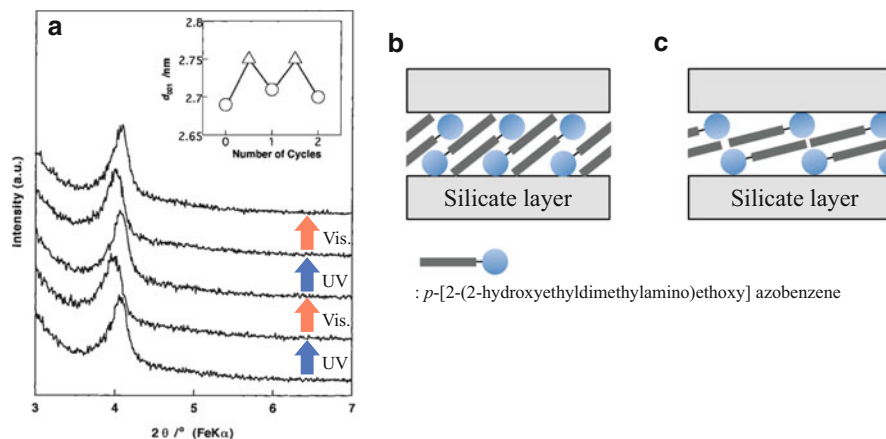 a
b
c
2.8
2.75
2.7
2.65
d001 /nm
0
1
2
Number of Cycles
Intensity (a.u.)
Vis.
UV
Vis.
UV
3
4
5
6
7
2 θ /° (FeKα)
Silicate layer
Silicate layer
: p-[2-(2-hydroxyethyldimethylamino)ethoxy] azobenzene